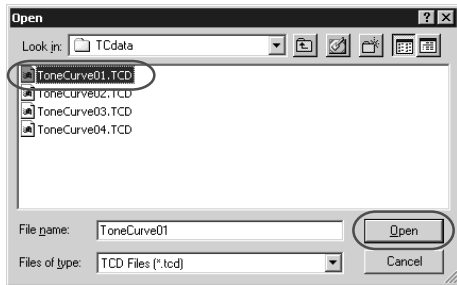 Open
Look in: TCdata
ToneCurve01.TCD
ToneCurve02.TCD
ToneCurve03.TCD
ToneCurve04.TCD
File name: ToneCurve01 Open
Files of type: TCD Files (*.tcd) Cancel